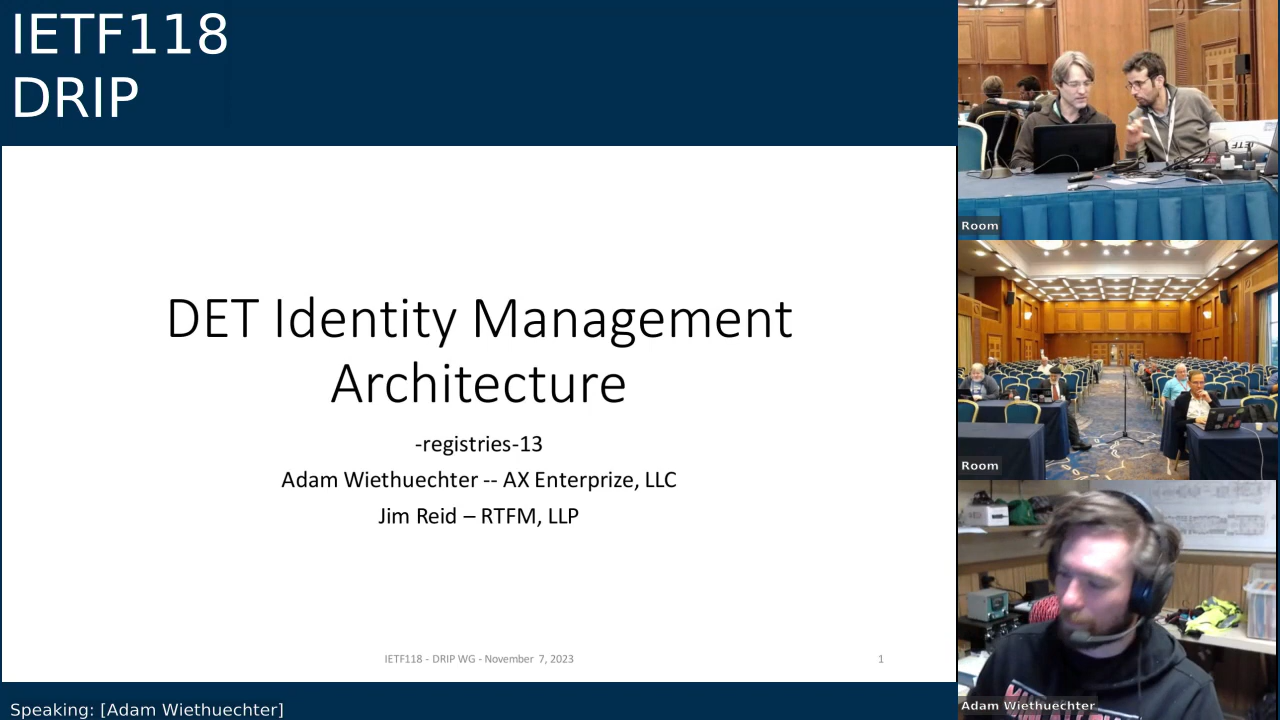 IETF118
DRIP
DET Identity Management
Architecture
-registries-13
Adam Wiethuechter -- AX Enterprize, LLC
Jim Reid – RTFM, LLP
IETF118 - DRIP WG - November 7, 2023
1
Speaking: [Adam Wiethuechter]
Room
IETF
Room
Adam Wiethuechter